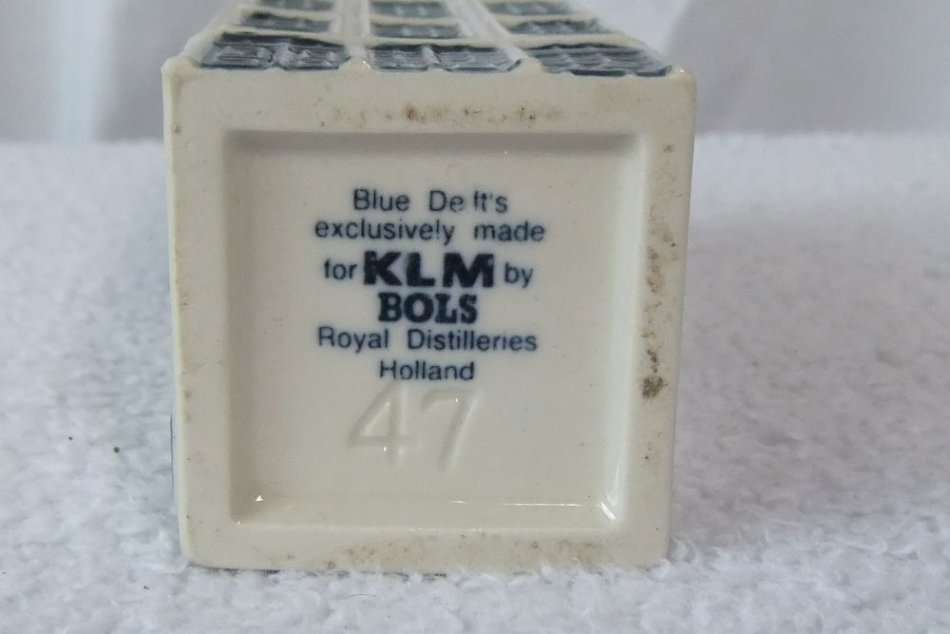 Blue Delft's
exclusively made
for KLM by
BOLS
Royal Distilleries
Holland
47